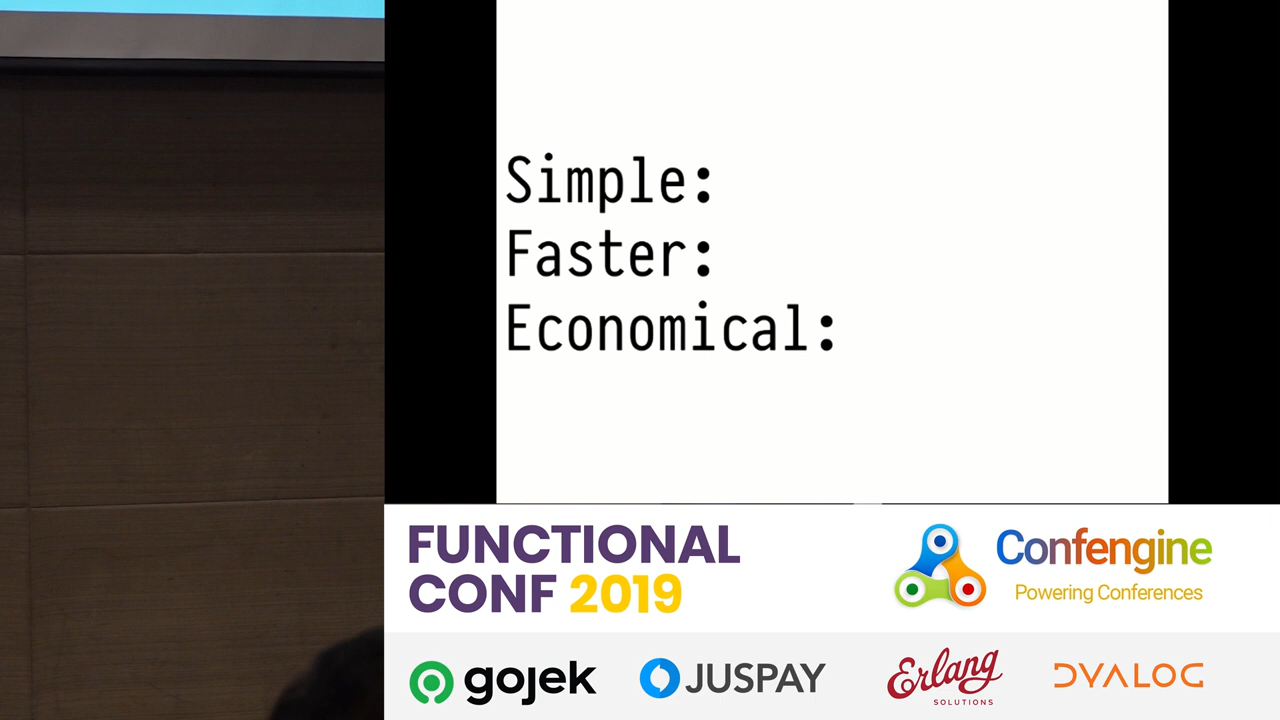 Simple:
Faster:
Economical:
FUNCTIONAL
CONF 2019
Confengine
Powering Conferences
gojek
JUSPAY
Erlang
SOLUTIONS
DYALOG